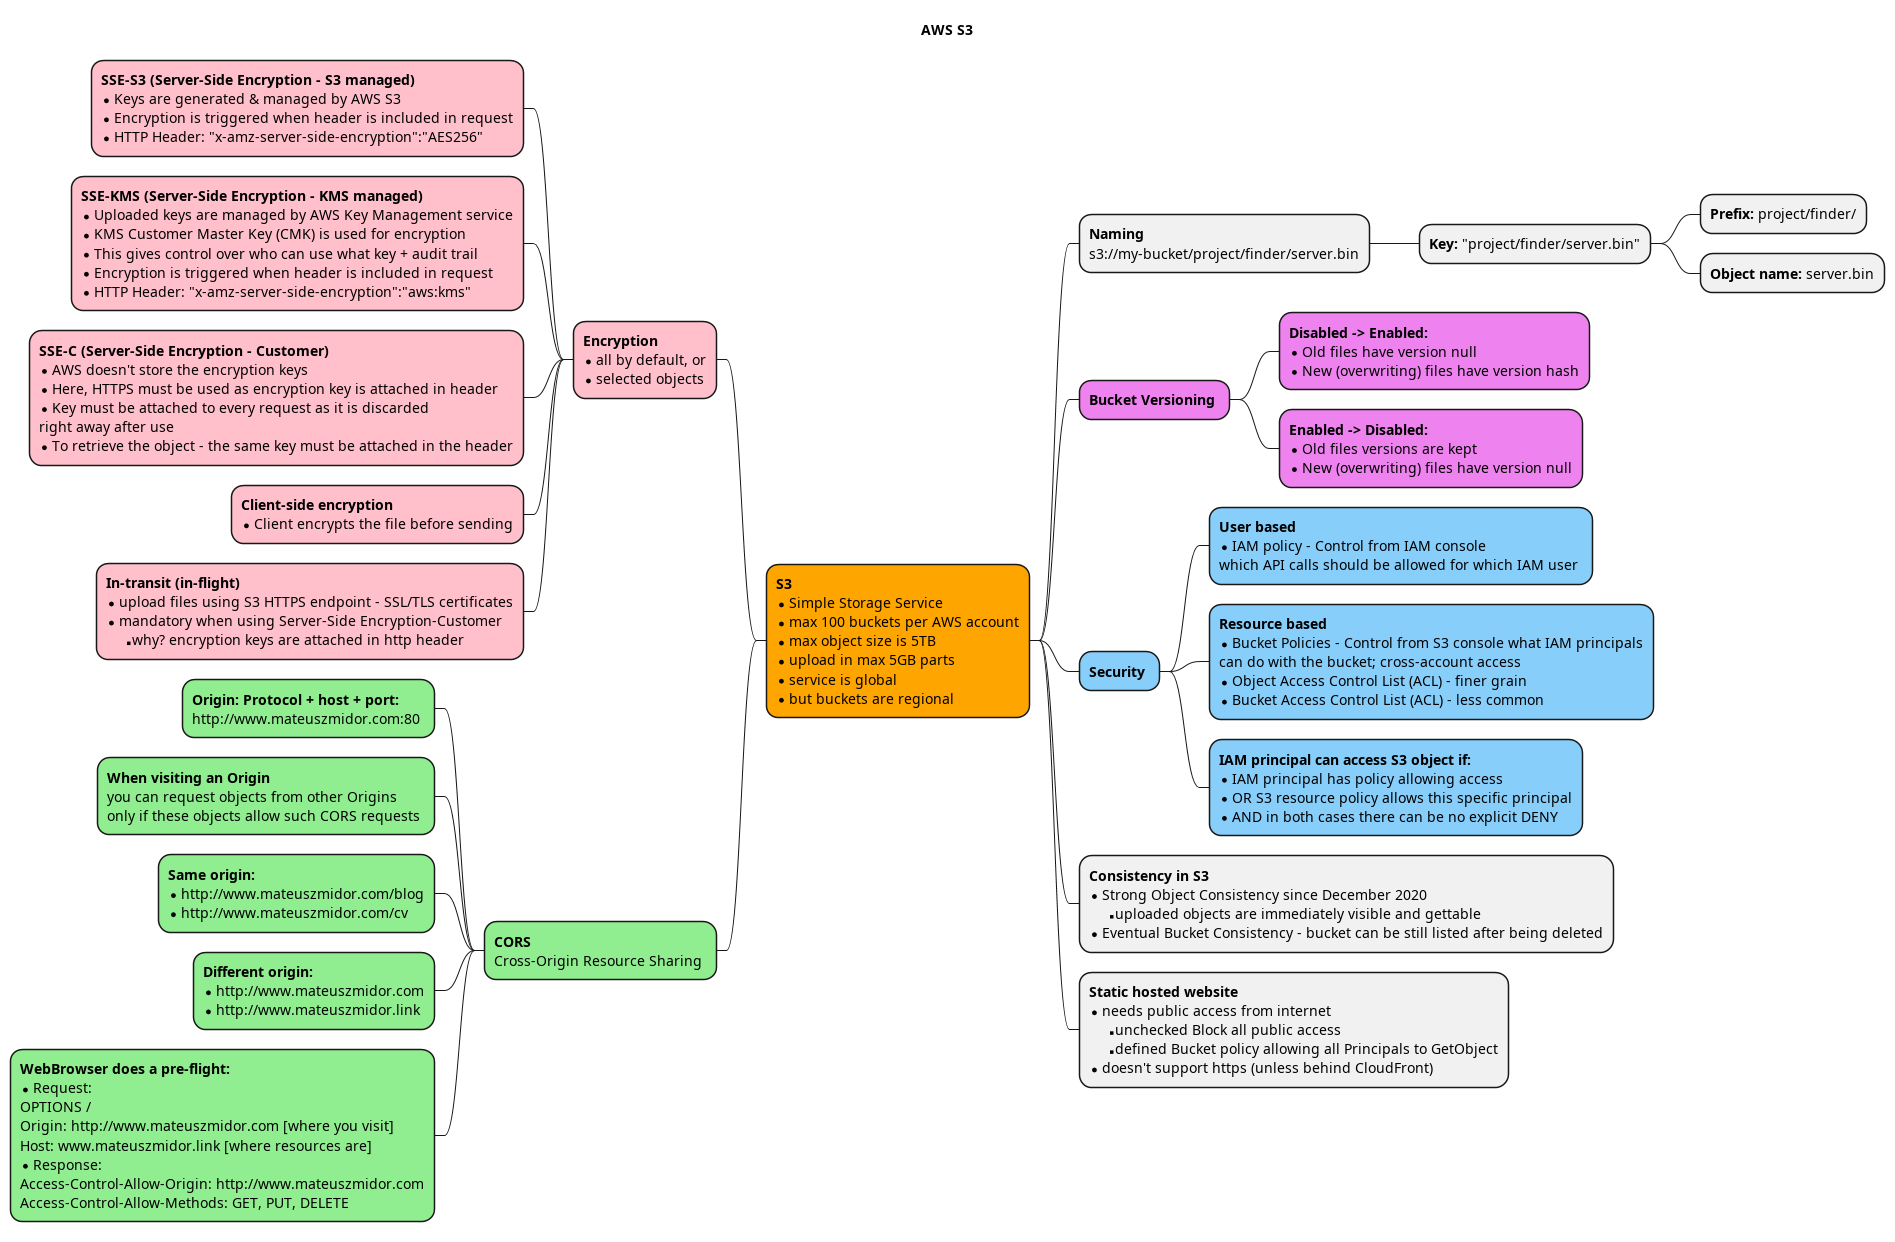 AWS S3
SSE-S3 (Server-Side Encryption - S3 managed)
• Keys are generated & managed by AWS S3
• Encryption is triggered when header is included in request
• HTTP Header: "x-amz-server-side-encryption":"AES256"
SSE-KMS (Server-Side Encryption - KMS managed)
• Uploaded keys are managed by AWS Key Management service
• KMS Customer Master Key (CMK) is used for encryption
• This gives control over who can use what key + audit trail
• Encryption is triggered when header is included in request
• HTTP Header: "x-amz-server-side-encryption":"aws:kms"
SSE-C (Server-Side Encryption - Customer)
• AWS doesn't store the encryption keys
• Here, HTTPS must be used as encryption key is attached in header
• Key must be attached to every request as it is discarded
right away after use
• To retrieve the object - the same key must be attached in the header
Client-side encryption
• Client encrypts the file before sending
In-transit (in-flight)
• upload files using S3 HTTPS endpoint - SSL/TLS certificates
• mandatory when using Server-Side Encryption-Customer
▪why? encryption keys are attached in http header
Encryption
• all by default, or
• selected objects
Origin: Protocol + host + port:
http://www.mateuszmidor.com:80
When visiting an Origin
you can request objects from other Origins
only if these objects allow such CORS requests
Same origin:
• http://www.mateuszmidor.com/blog
• http://www.mateuszmidor.com/cv
Different origin:
• http://www.mateuszmidor.com
• http://www.mateuszmidor.link
WebBrowser does a pre-flight:
• Request:
OPTIONS /
Origin: http://www.mateuszmidor.com [where you visit]
Host: www.mateuszmidor.link [where resources are]
• Response:
Access-Control-Allow-Origin: http://www.mateuszmidor.com
Access-Control-Allow-Methods: GET, PUT, DELETE
CORS
Cross-Origin Resource Sharing
S3
• Simple Storage Service
• max 100 buckets per AWS account
• max object size is 5TB
• upload in max 5GB parts
• service is global
• but buckets are regional
Naming
s3://my-bucket/project/finder/server.bin
Key: "project/finder/server.bin"
Prefix: project/finder/
Object name: server.bin
Bucket Versioning
Disabled -> Enabled:
• Old files have version null
• New (overwriting) files have version hash
Enabled -> Disabled:
• Old files versions are kept
• New (overwriting) files have version null
Security
User based
• IAM policy - Control from IAM console
which API calls should be allowed for which IAM user
Resource based
• Bucket Policies - Control from S3 console what IAM principals
can do with the bucket; cross-account access
• Object Access Control List (ACL) - finer grain
• Bucket Access Control List (ACL) - less common
IAM principal can access S3 object if:
• IAM principal has policy allowing access
• OR S3 resource policy allows this specific principal
• AND in both cases there can be no explicit DENY
Consistency in S3
• Strong Object Consistency since December 2020
▪uploaded objects are immediately visible and gettable
• Eventual Bucket Consistency - bucket can be still listed after being deleted
Static hosted website
• needs public access from internet
▪unchecked Block all public access
▪defined Bucket policy allowing all Principals to GetObject
• doesn't support https (unless behind CloudFront)